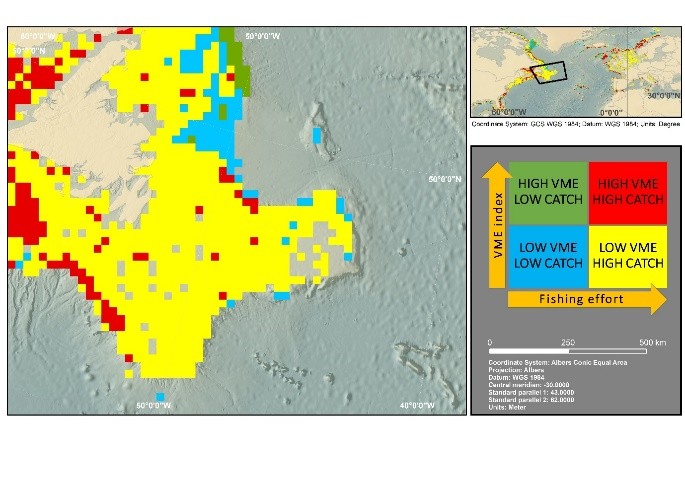 60°0'0"W
50°0'0"W
50°0'0"N
50°0'0"N
50°0'0"W
40°0'0"W
30°0'0"N
50°0'0"W
0°0'0"
Coordinate System: GCS WGS 1984; Datum: WGS 1984; Units: Degree
VME index
HIGH VME
LOW CATCH
HIGH VME
HIGH CATCH
LOW VME
LOW CATCH
LOW VME
HIGH CATCH
Fishing effort
0 250 500 km
Coordinate System: Albers Conic Equal Area
Projection: Albers
Datum: WGS 1984
Central meridian: -30.0000
Standard parallel 1: 43.0000
Standard parallel 2: 62.0000
Units: Meter